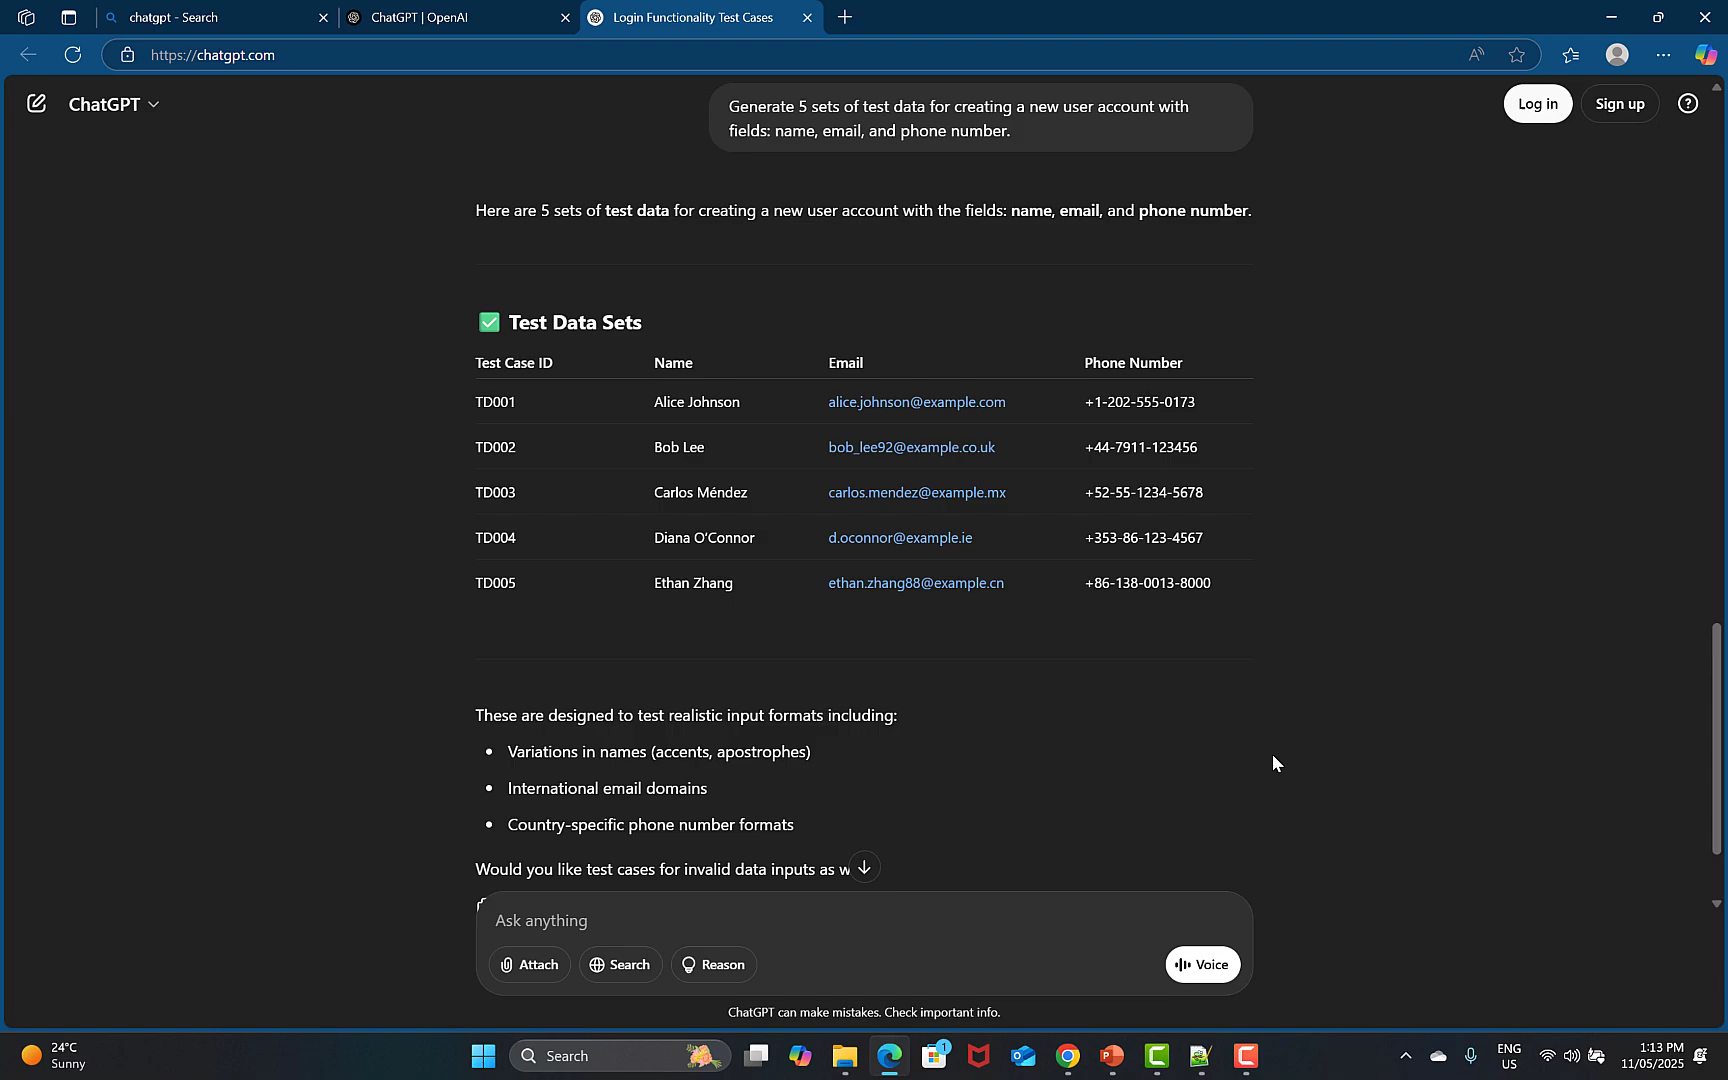 chatgpt - Search
ChatGPT | OpenAI
Login Functionality Test Cases
https://chatgpt.com
ChatGPT
Log in
Sign up
Generate 5 sets of test data for creating a new user account with
fields: name, email, and phone number.
Here are 5 sets of test data for creating a new user account with the fields: name, email, and phone number.
Test Data Sets
Test Case ID Name Email Phone Number
TD001 Alice Johnson alice.johnson@example.com +1-202-555-0173
TD002 Bob Lee bob_lee92@example.co.uk +44-7911-123456
TD003 Carlos Méndez carlos.mendez@example.mx +52-55-1234-5678
TD004 Diana O'Connor d.oconnor@example.ie +353-86-123-4567
TD005 Ethan Zhang ethan.zhang88@example.cn +86-138-0013-8000
These are designed to test realistic input formats including:
• Variations in names (accents, apostrophes)
• International email domains
• Country-specific phone number formats
Would you like test cases for invalid data inputs as
Ask anything
Attach
Search
Reason
Voice
ChatGPT can make mistakes. Check important info.
24°C
Sunny
Search
1
ENG
US
1:13 PM
11/05/2025